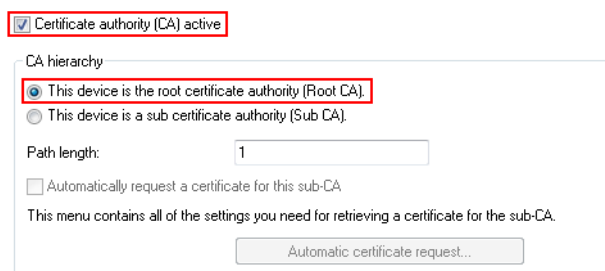 Certificate authority (CA) active
CA hierarchy
This device is the root certificate authority (Root CA).
This device is a sub certificate authority (Sub CA).
Path length: 1
Automatically request a certificate for this sub-CA
This menu contains all of the settings you need for retrieving a certificate for the sub-CA.
Automatic certificate request...